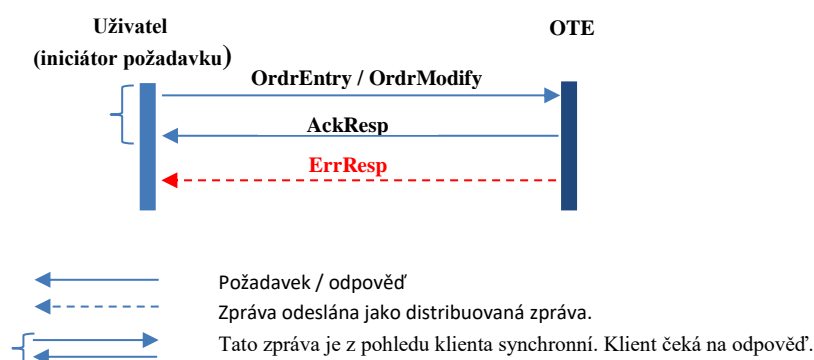 Uživatel
(iniciátor požadavku)
OTE
OrdrEntry / OrdrModify
AckResp
ErrResp
Požadavek / odpověď
Zpráva odeslána jako distribuovaná zpráva.
Tato zpráva je z pohledu klienta synchronní. Klient čeká na odpověď.